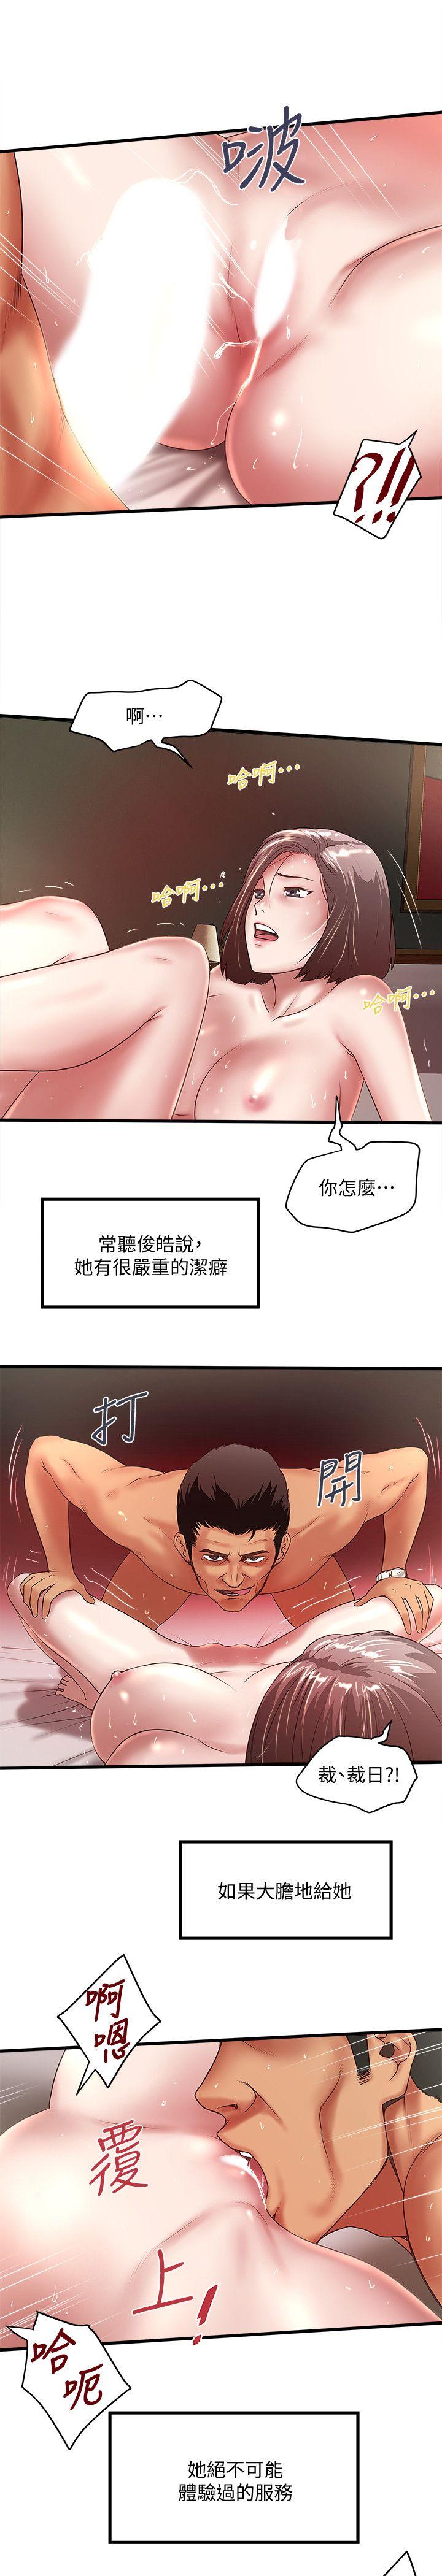 啵
?!!
啊⋯
哈啊⋯
哈啊⋯
哈啊⋯
你怎麼⋯
常聽俊皓說，
她有很嚴重的潔癖
打
開
裁、裁日?!
如果大膽地給她
啊
嗯
覆
上!
哈
呃
她絕不可能
體驗過的服務